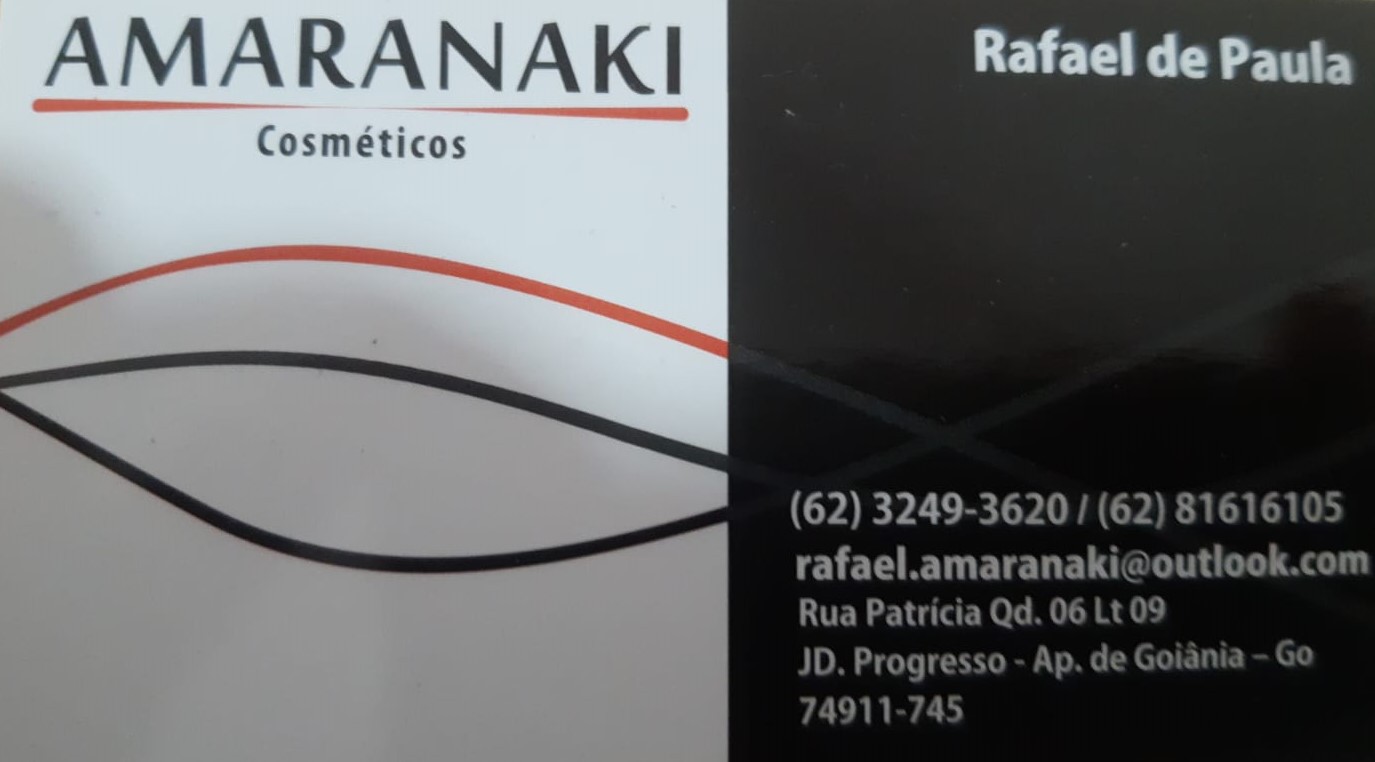 AMARANAKI
Cosméticos
Rafael de Paula
(62) 3249-3620 / (62) 81616105
rafael.amaranaki@outlook.com
Rua Patrícia Qd. 06 Lt 09
JD. Progresso - Ap. de Goiânia – Go
74911-745